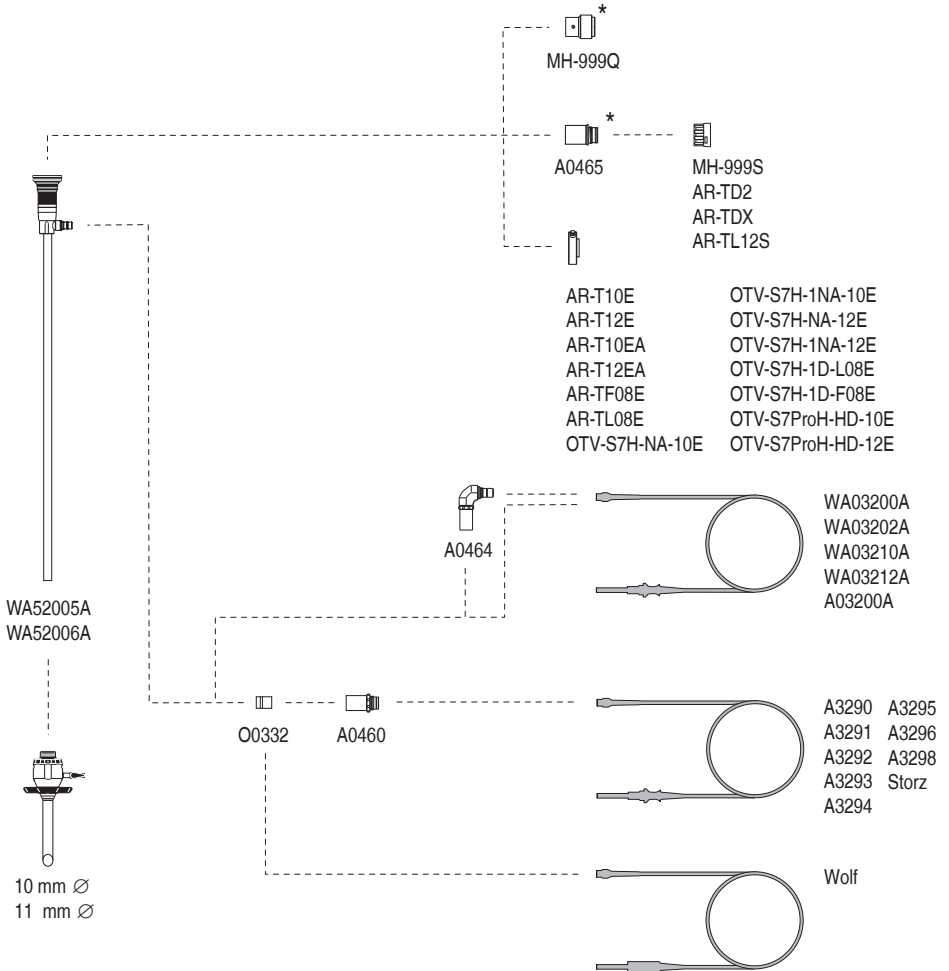 *
MH-999Q
*
A0465
MH-999S
AR-TD2
AR-TDX
AR-TL12S
AR-T10E
AR-T12E
AR-T10EA
AR-T12EA
AR-TF08E
AR-TL08E
OTV-S7H-NA-10E
OTV-S7H-1NA-10E
OTV-S7H-NA-12E
OTV-S7H-1NA-12E
OTV-S7H-1D-L08E
OTV-S7H-1D-F08E
OTV-S7ProH-HD-10E
OTV-S7ProH-HD-12E
A0464
WA03200A
WA03202A
WA03210A
WA03212A
A03200A
WA52005A
WA52006A
O0332
A0460
A3290 A3295
A3291 A3296
A3292 A3298
A3293 Storz
A3294
10 mm ∅
11 mm ∅
Wolf